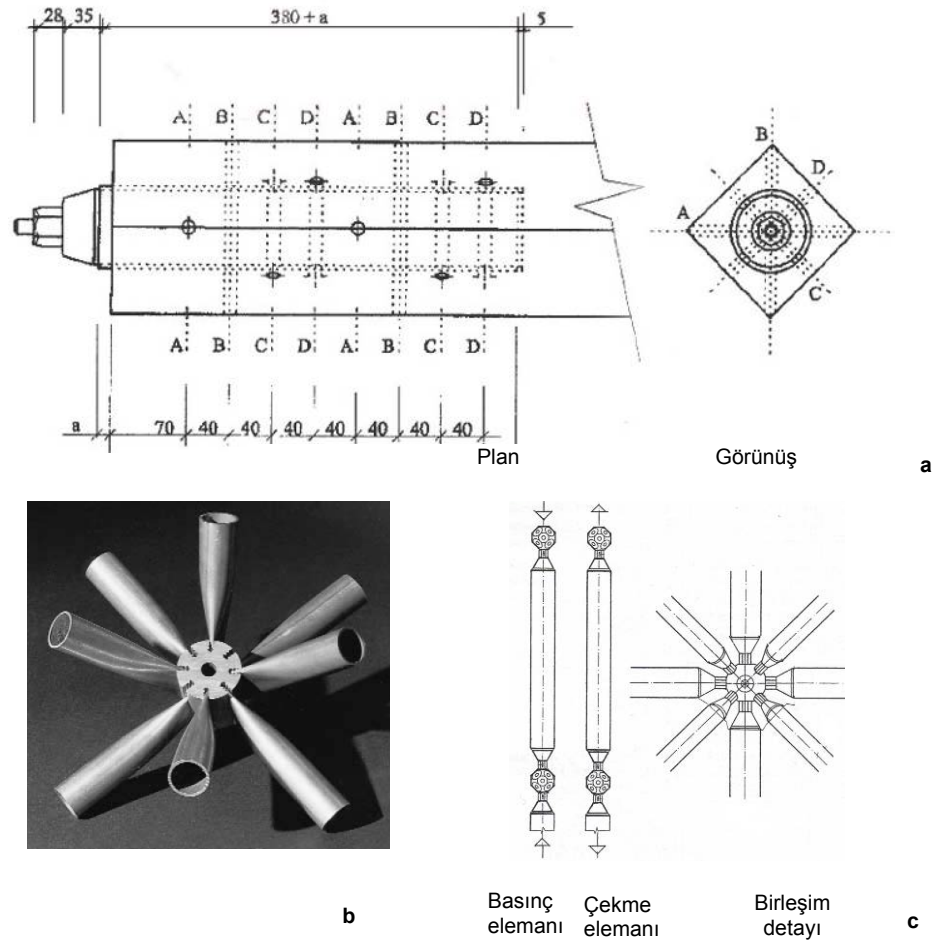 28 35 380+a 5
A B C D A B C D
B
D
A
C
A B C D A B C D
a 70 40 40 40 40 40 40 40
Plan Görünüş a
b
Basınç elemanı
Çekme elemanı
Birleşim detayı
c